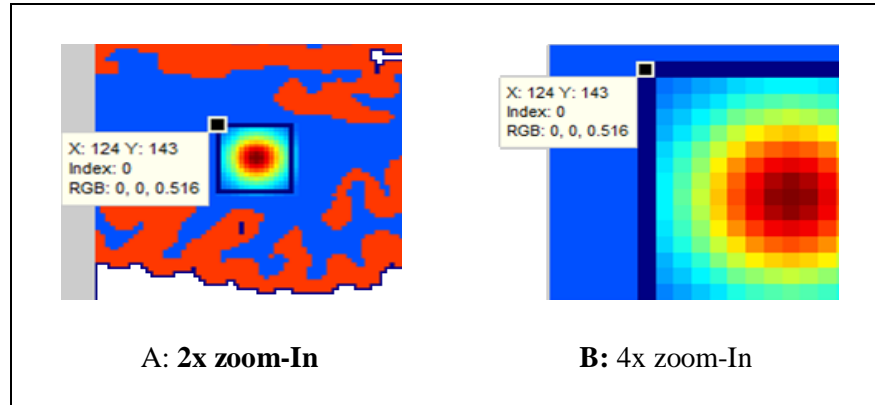 X: 124 Y: 143
Index: 0
RGB: 0, 0, 0.516
X: 124 Y: 143
Index: 0
RGB: 0, 0, 0.516
A: 2x zoom-In
B: 4x zoom-In